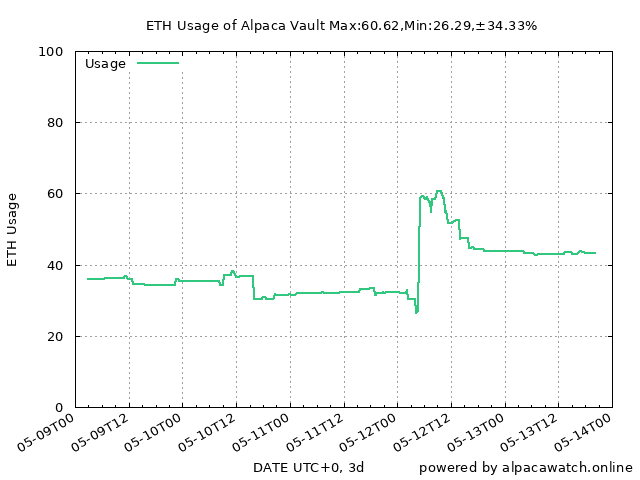 ETH Usage of Alpaca Vault Max:60.62,Min:26.29,±34.33%
100
Usage
80
60
ETH Usage
40
20
0
05-09T00
05-09T12
05-10T00
05-10T12
05-11T00
05-11T12
05-12T00
05-12T12
05-13T00
05-13T12
05-14T00
DATE UTC+0, 3d
powered by alpacawatch.online